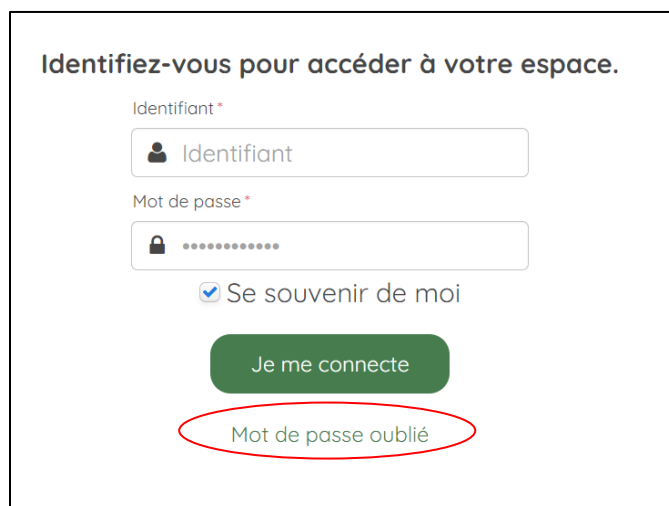 Identifiez-vous pour accéder à votre espace.
Identifiant *
Identifiant
Mot de passe *
••••••••••••
Se souvenir de moi
Je me connecte
Mot de passe oublié